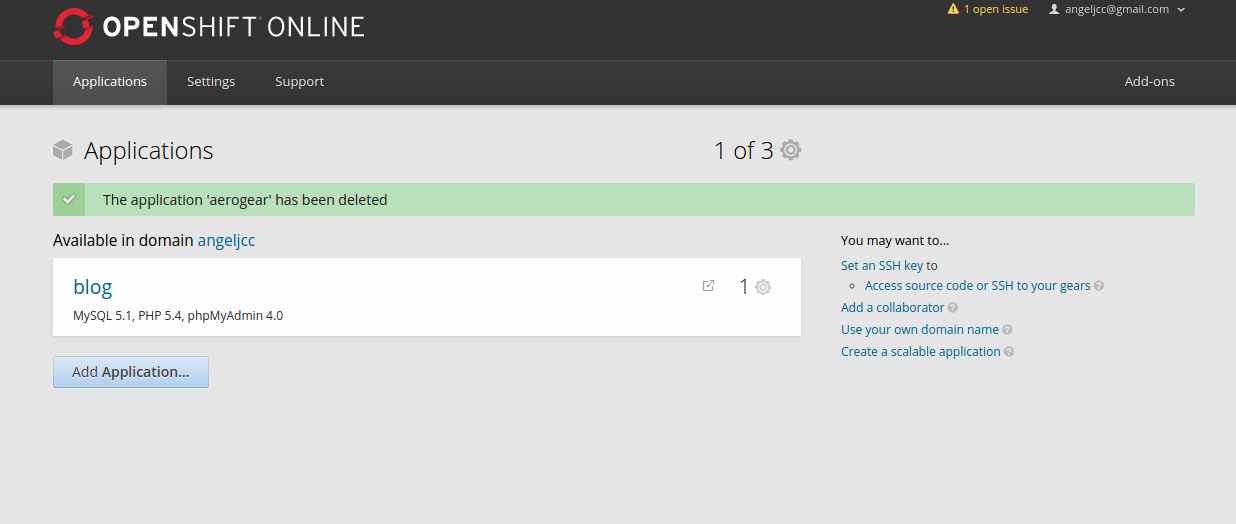 OPENSHIFT ONLINE
1 open issue
angeljcc@gmail.com
Applications
Settings
Support
Add-ons
Applications
1 of 3
The application 'aerogear' has been deleted
Available in domain angeljcc
You may want to...
blog
1
MySQL 5.1, PHP 5.4, phpMyAdmin 4.0
Set an SSH key to
Access source code or SSH to your gears ?
Add a collaborator ?
Use your own domain name ?
Create a scalable application ?
Add Application...